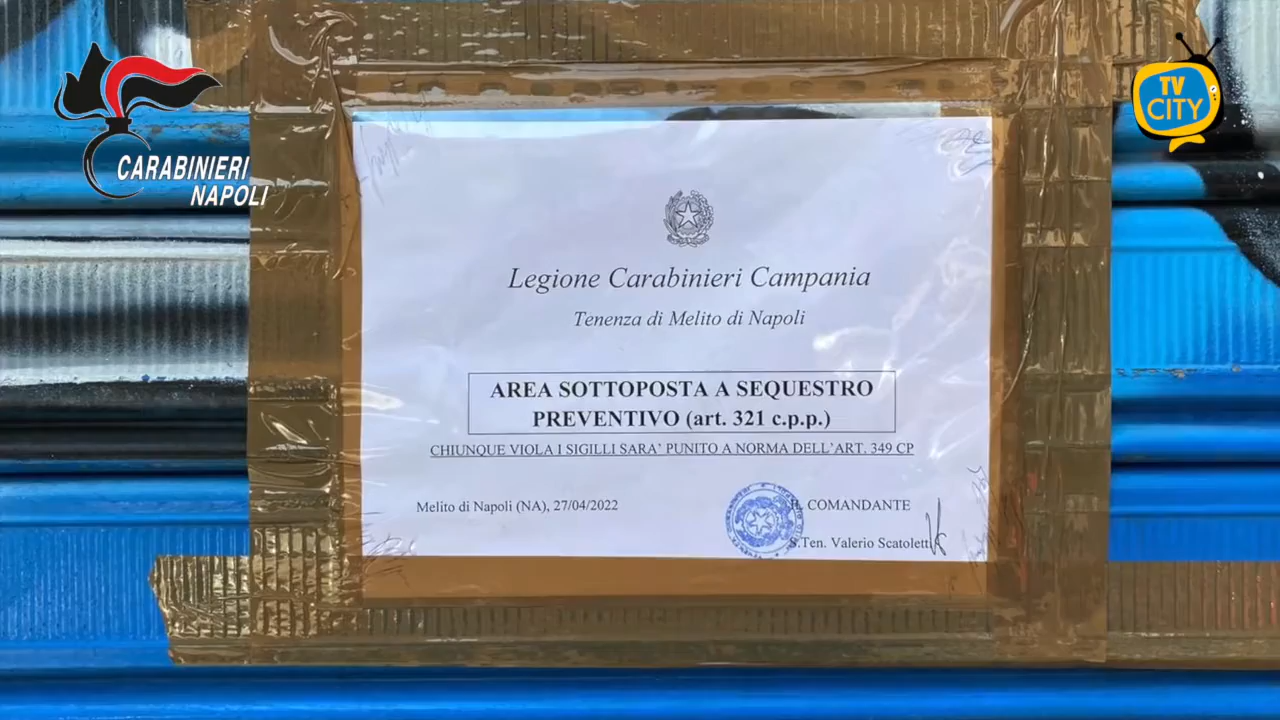 CARABINIERI
NAPOLI
TV
CITY
Legione Carabinieri Campania
Tenenza di Melito di Napoli
AREA SOTTOPOSTA A SEQUESTRO
PREVENTIVO (art. 321 c.p.p.)
CHIUNQUE VIOLA I SIGILLI SARA’ PUNITO A NORMA DELL’ART. 349 CP
Melito di Napoli (NA), 27/04/2022
IL COMANDANTE
S.Ten. Valerio Scatoletti